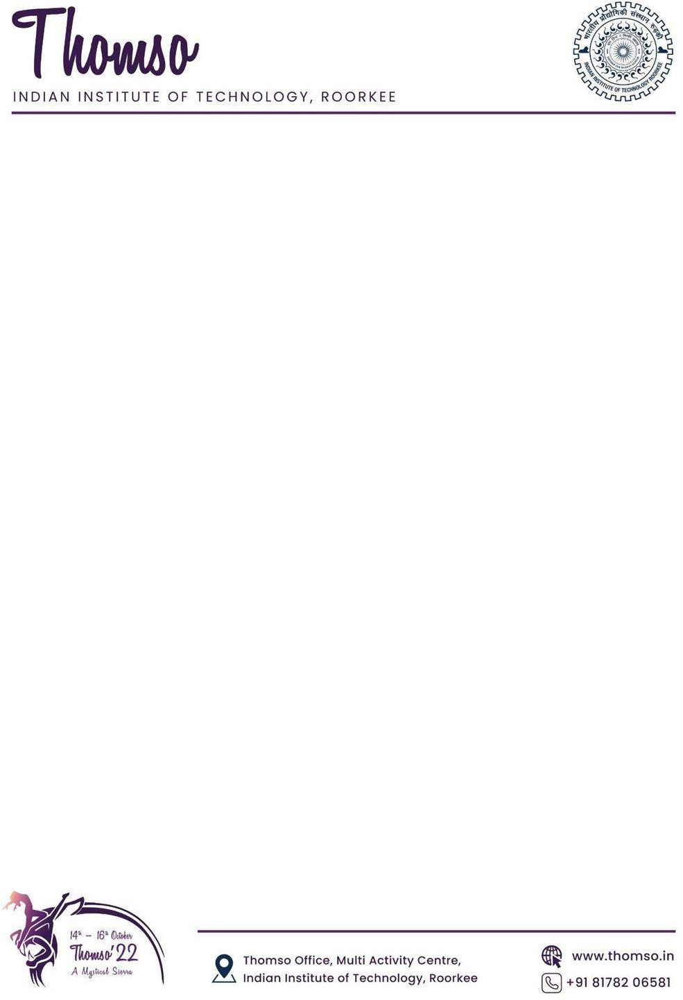 Thomso
INDIAN INSTITUTE OF TECHNOLOGY, ROORKEE
भारतीय प्रौद्योगिकी संस्थान रुड़की
INDIAN INSTITUTE OF TECHNOLOGY ROORKEE
14th – 16th October
Thomso'22
A Mystical Sierra
Thomso Office, Multi Activity Centre,
Indian Institute of Technology, Roorkee
www.thomso.in
+91 81782 06581